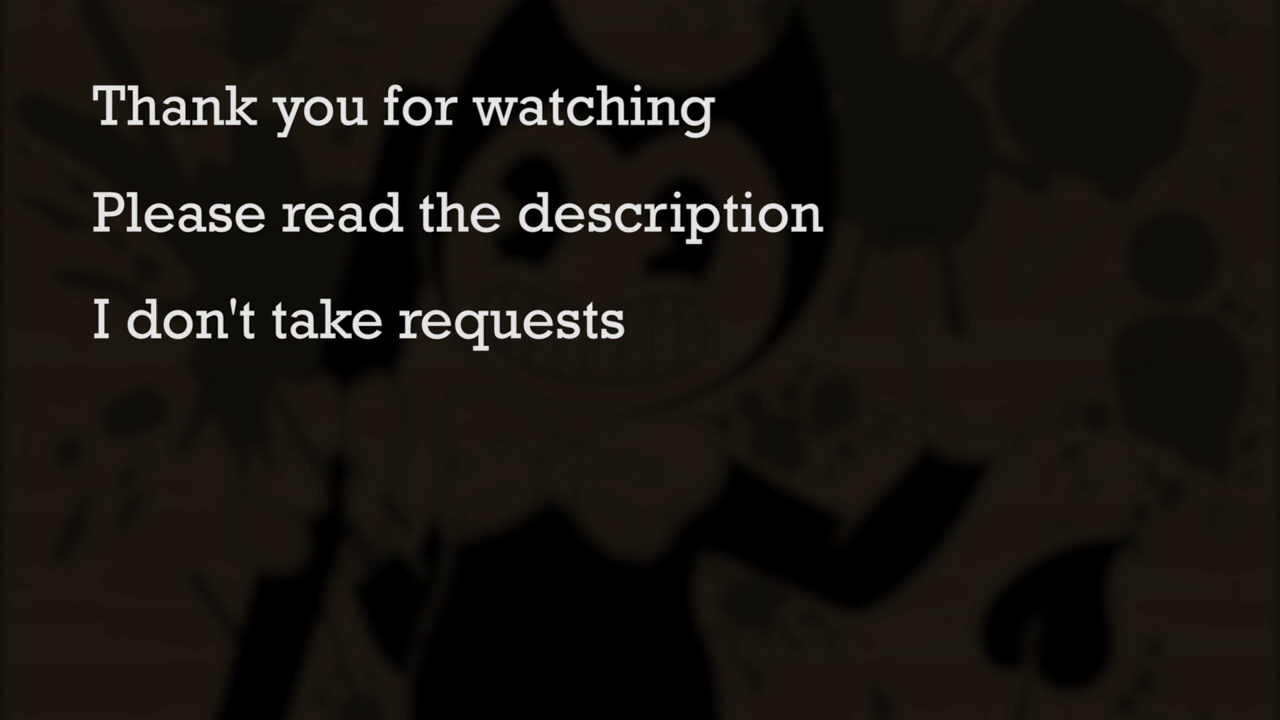 Thank you for watching
Please read the description
I don't take requests